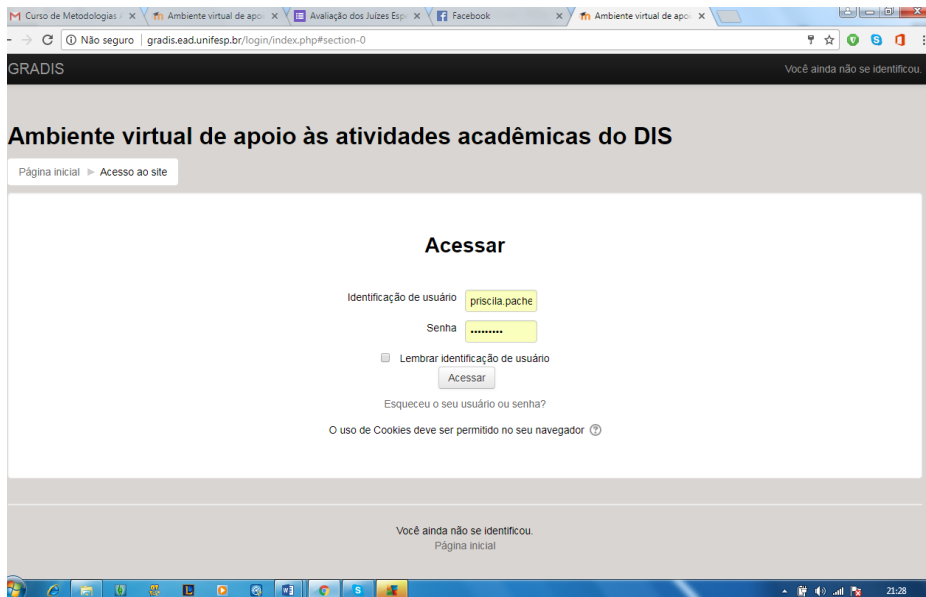 Curso de Metodologias
Ambiente virtual de apoi
Avaliação dos Juízes Esp
Facebook
Ambiente virtual de apoi
Não seguro | gradis.ead.unifesp.br/login/index.php#section-0
GRADIS
Você ainda não se identificou.
Ambiente virtual de apoio às atividades acadêmicas do DIS
Página inicial ► Acesso ao site
Acessar
Identificação de usuário priscila.pache
Senha •••••••••
Lembrar identificação de usuário
Acessar
Esqueceu o seu usuário ou senha?
O uso de Cookies deve ser permitido no seu navegador
Você ainda não se identificou.
Página inicial
21:28